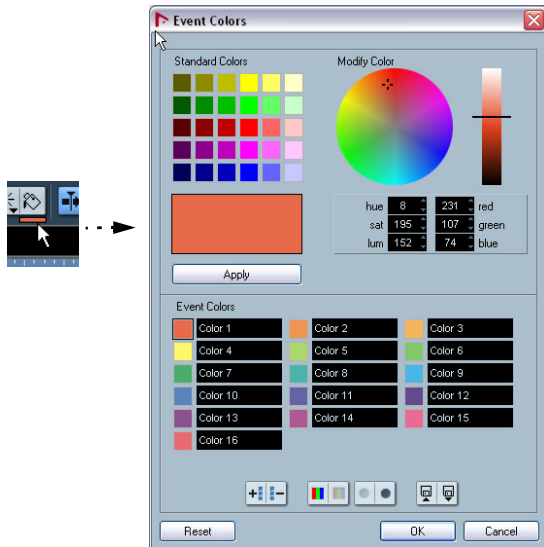 Event Colors
Standard Colors
Modify Color
hue 8 231 red
sat 195 107 green
lum 152 74 blue
Apply
Event Colors
Color 1 Color 2 Color 3
Color 4 Color 5 Color 6
Color 7 Color 8 Color 9
Color 10 Color 11 Color 12
Color 13 Color 14 Color 15
Color 16
Reset OK Cancel